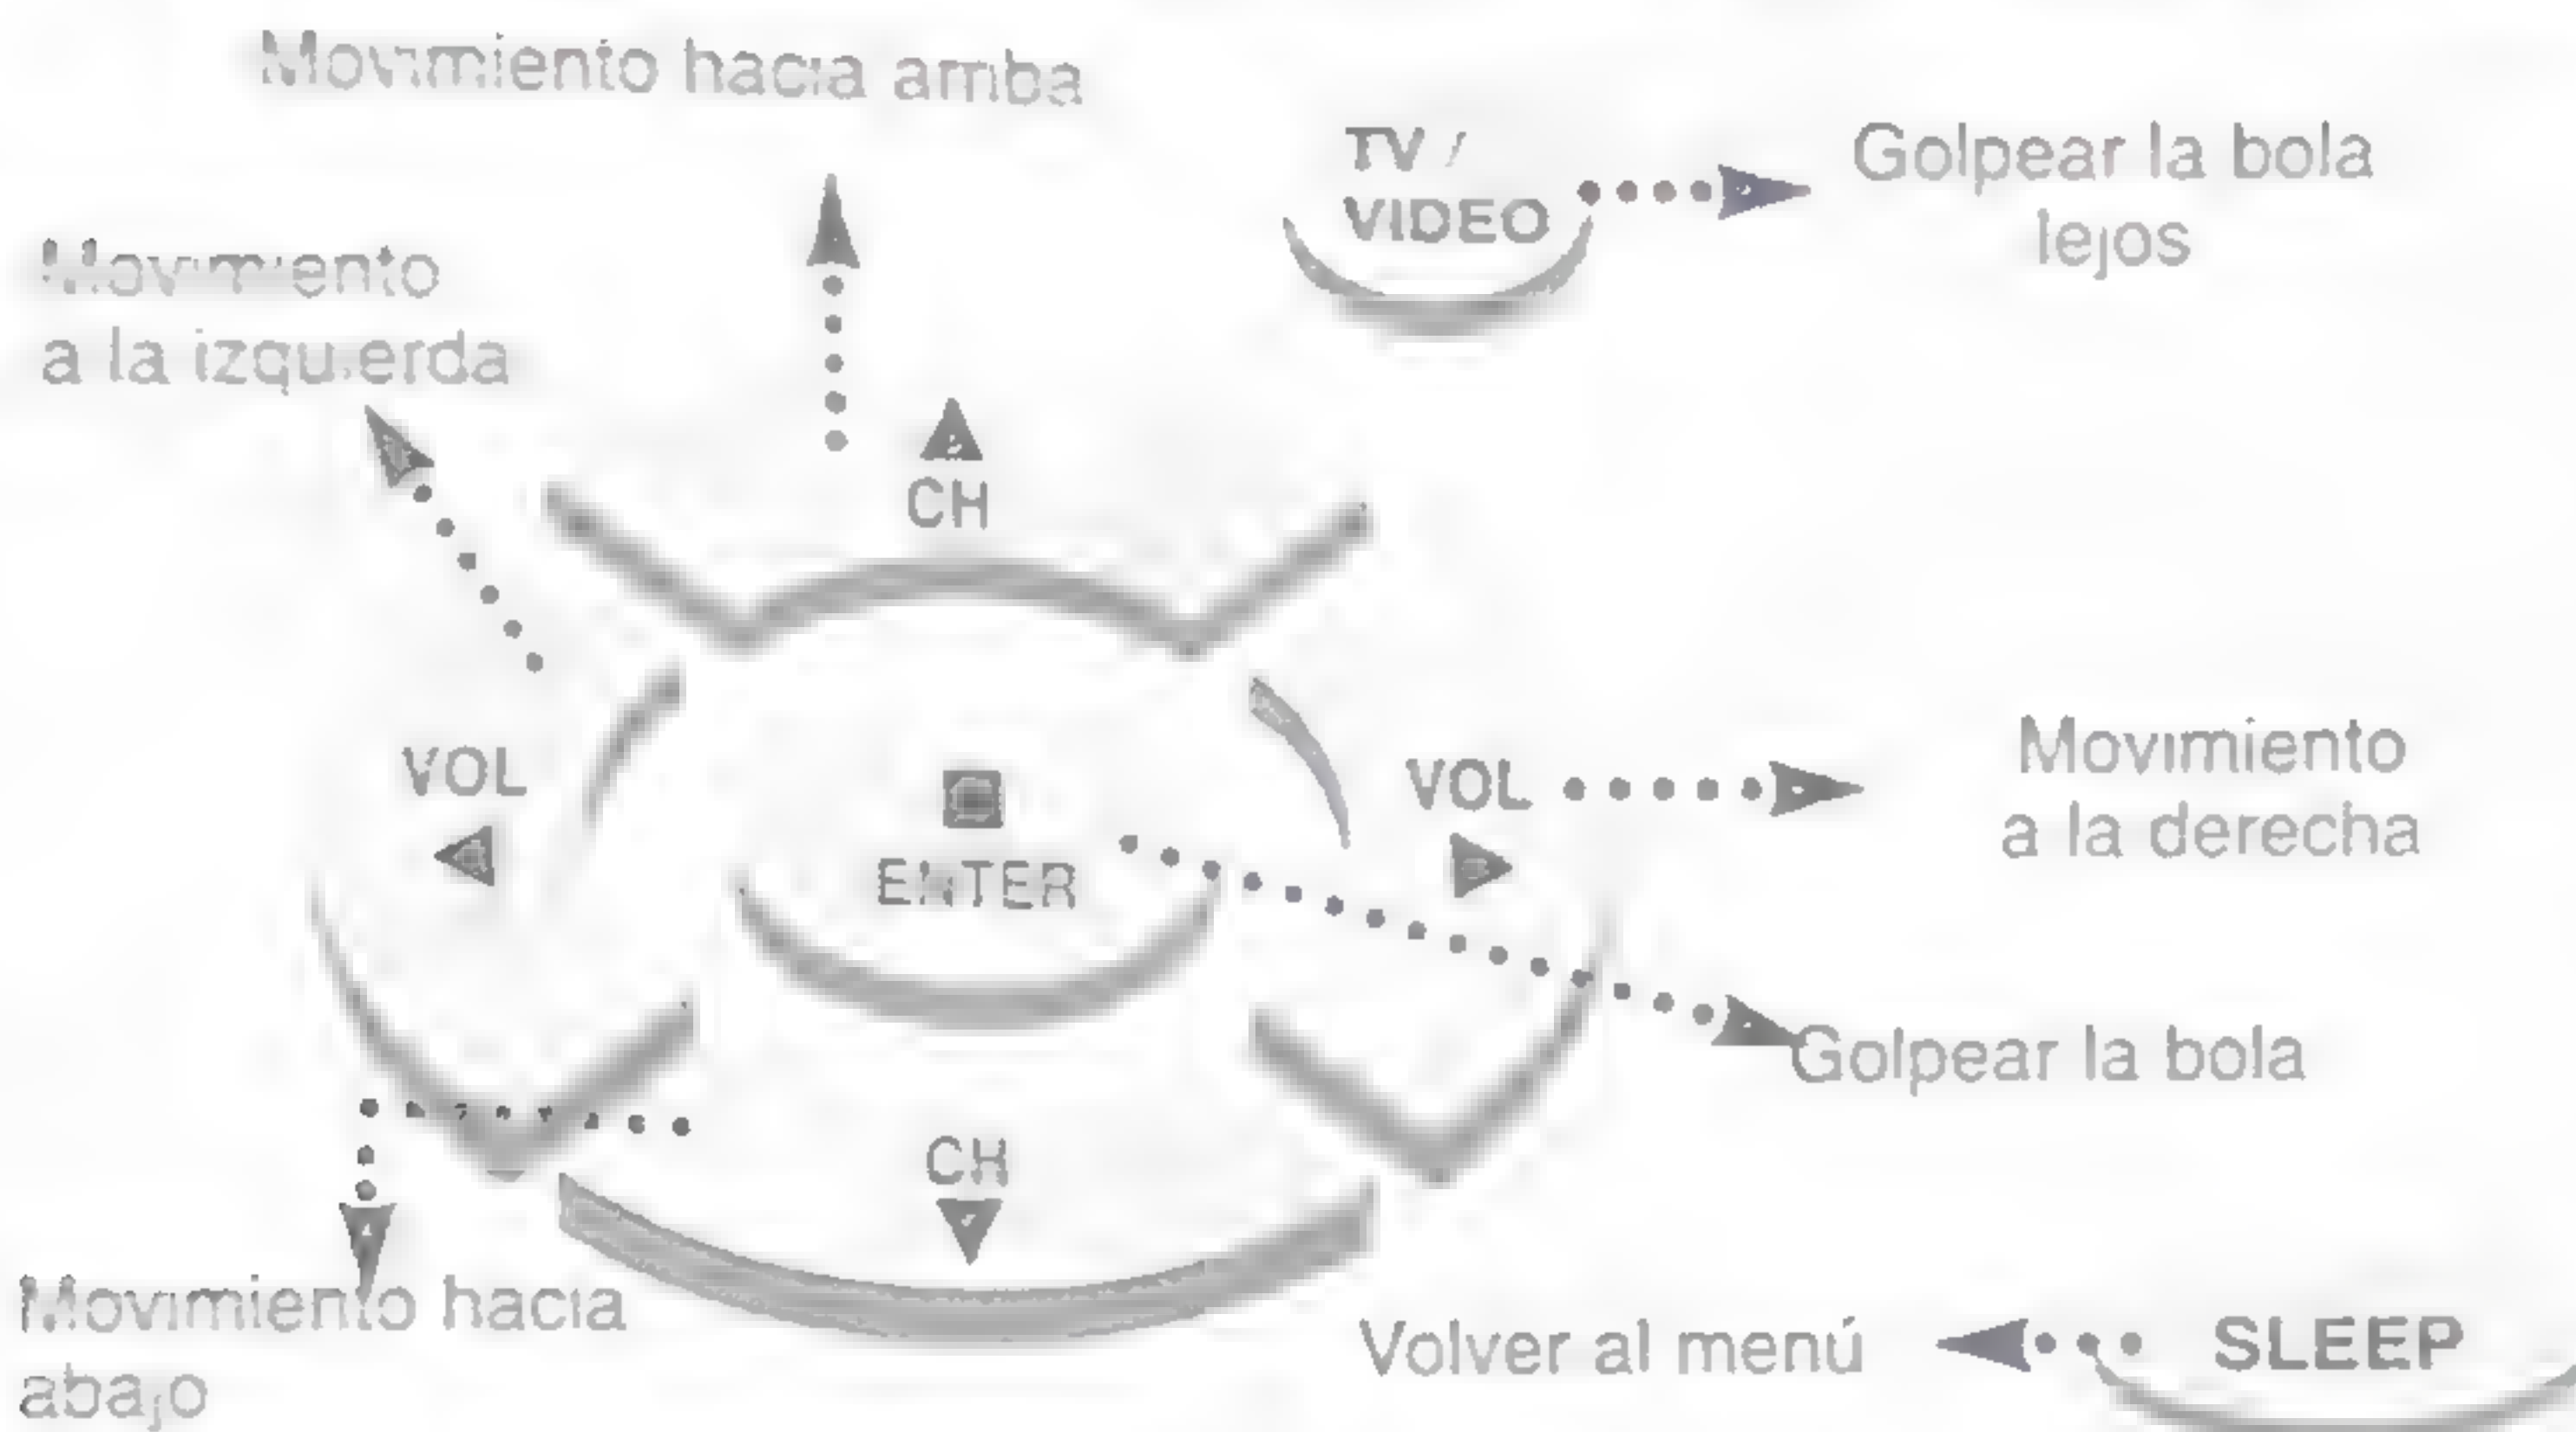 Movimiento hacia arriba
TV /
VIDEO
Golpear la bola
lejos
Movimiento
a la izquierda
CH
VOL
ENTER
VOL
Movimiento
a la derecha
Golpear la bola
CH
Movimiento hacia
abajo
Volver al menú
SLEEP